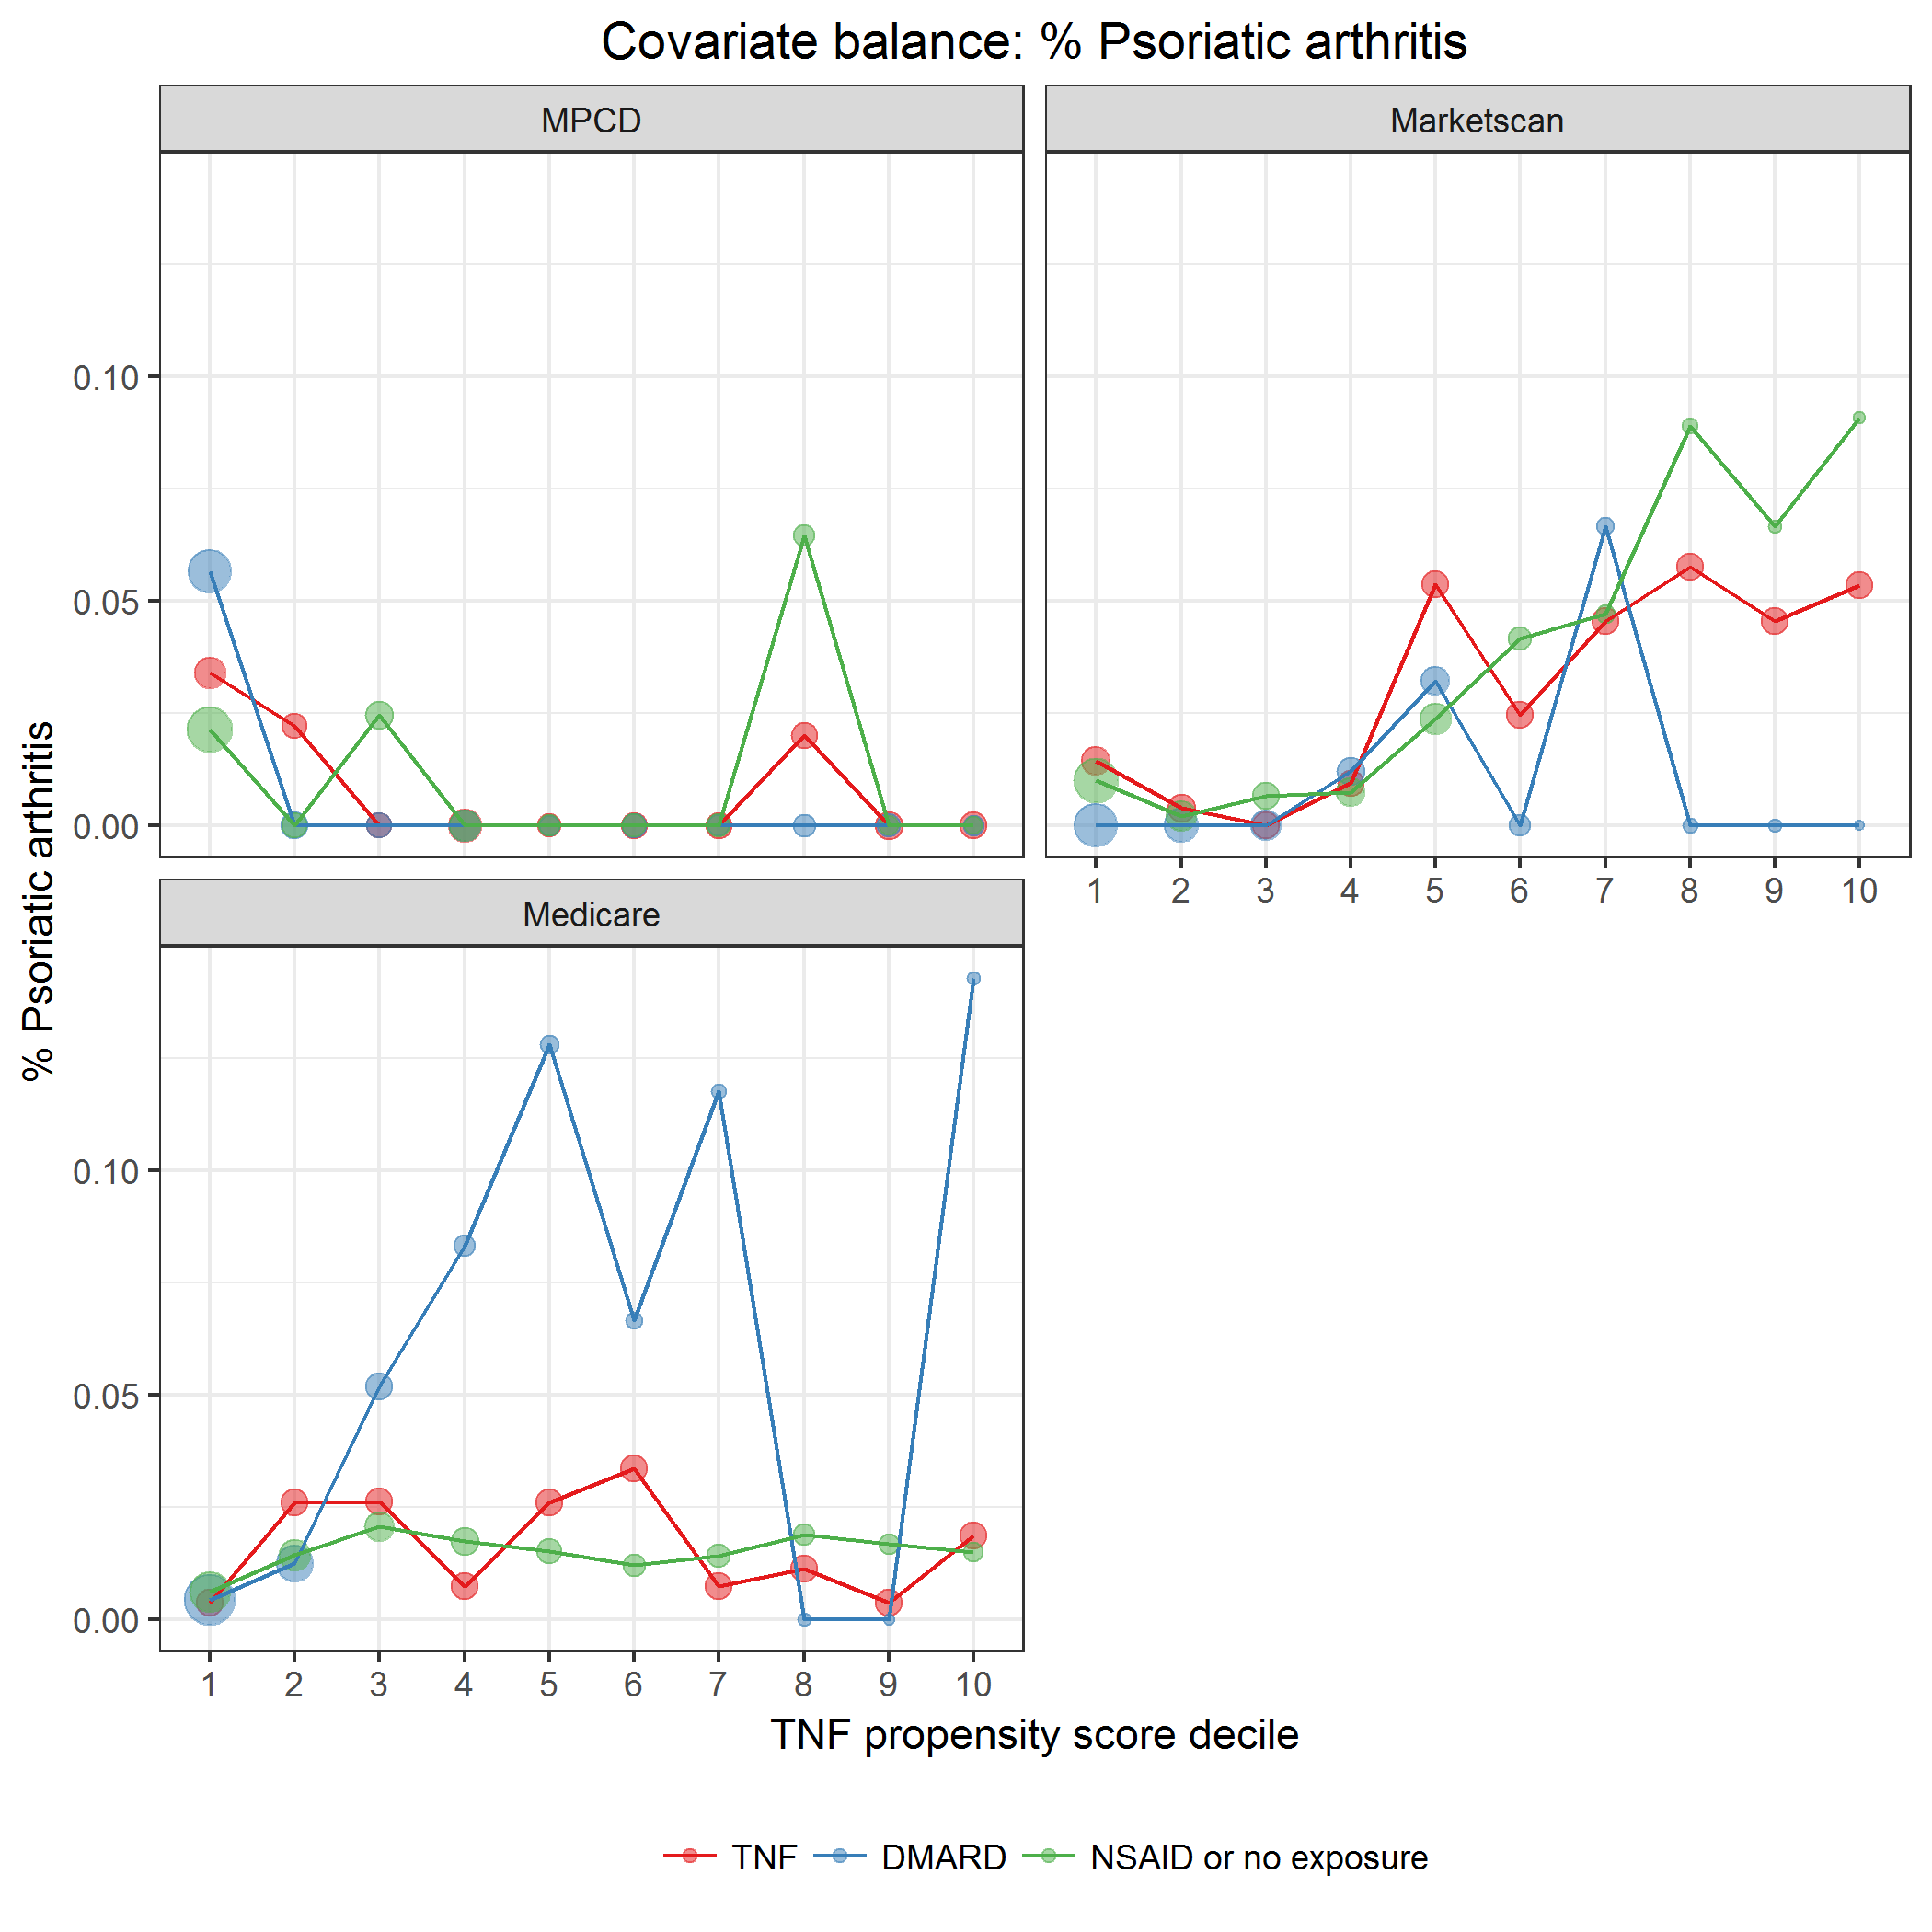 Covariate balance: % Psoriatic arthritis
MPCD
Marketscan
0.10
0.05
0.00
1 2 3 4 5 6 7 8 9 10
Medicare
% Psoriatic arthritis
0.10
0.05
0.00
1 2 3 4 5 6 7 8 9 10
TNF propensity score decile
TNF DMARD NSAID or no exposure